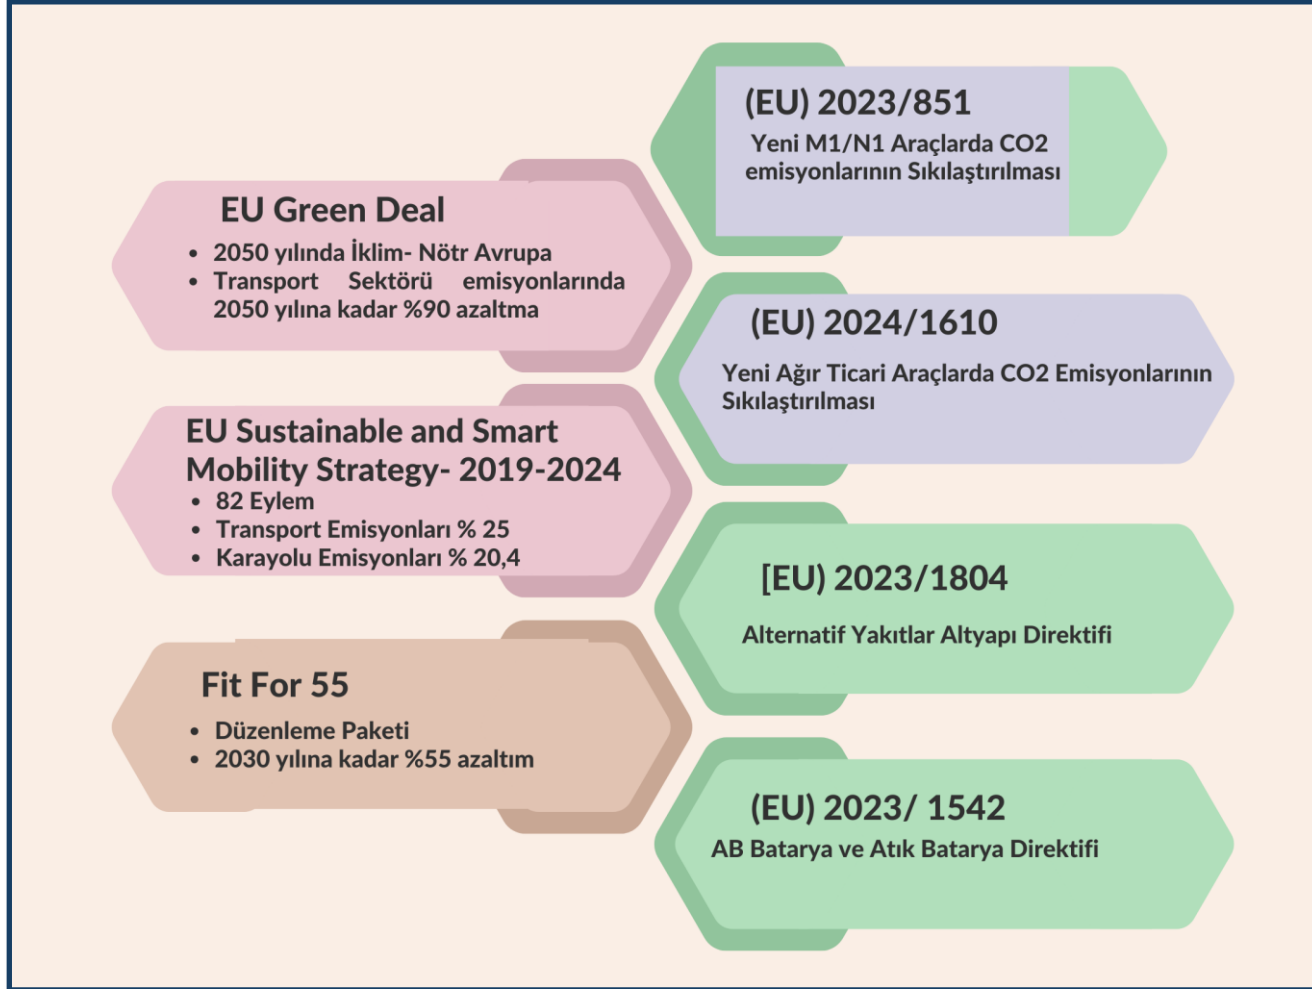 EU Green Deal
• 2050 yılında İklim- Nötr Avrupa
• Transport Sektörü emisyonlarında
2050 yılına kadar %90 azaltma
EU Sustainable and Smart
Mobility Strategy- 2019-2024
• 82 Eylem
• Transport Emisyonları % 25
• Karayolu Emisyonları % 20,4
Fit For 55
• Düzenleme Paketi
• 2030 yılına kadar %55 azaltım
(EU) 2023/851
Yeni M1/N1 Araçlarda CO2
emisyonlarının Sıkılaştırılması
(EU) 2024/1610
Yeni Ağır Ticari Araçlarda CO2 Emisyonlarının
Sıkılaştırılması
[EU) 2023/1804
Alternatif Yakıtlar Altyapı Direktifi
(EU) 2023/ 1542
AB Batarya ve Atık Batarya Direktifi